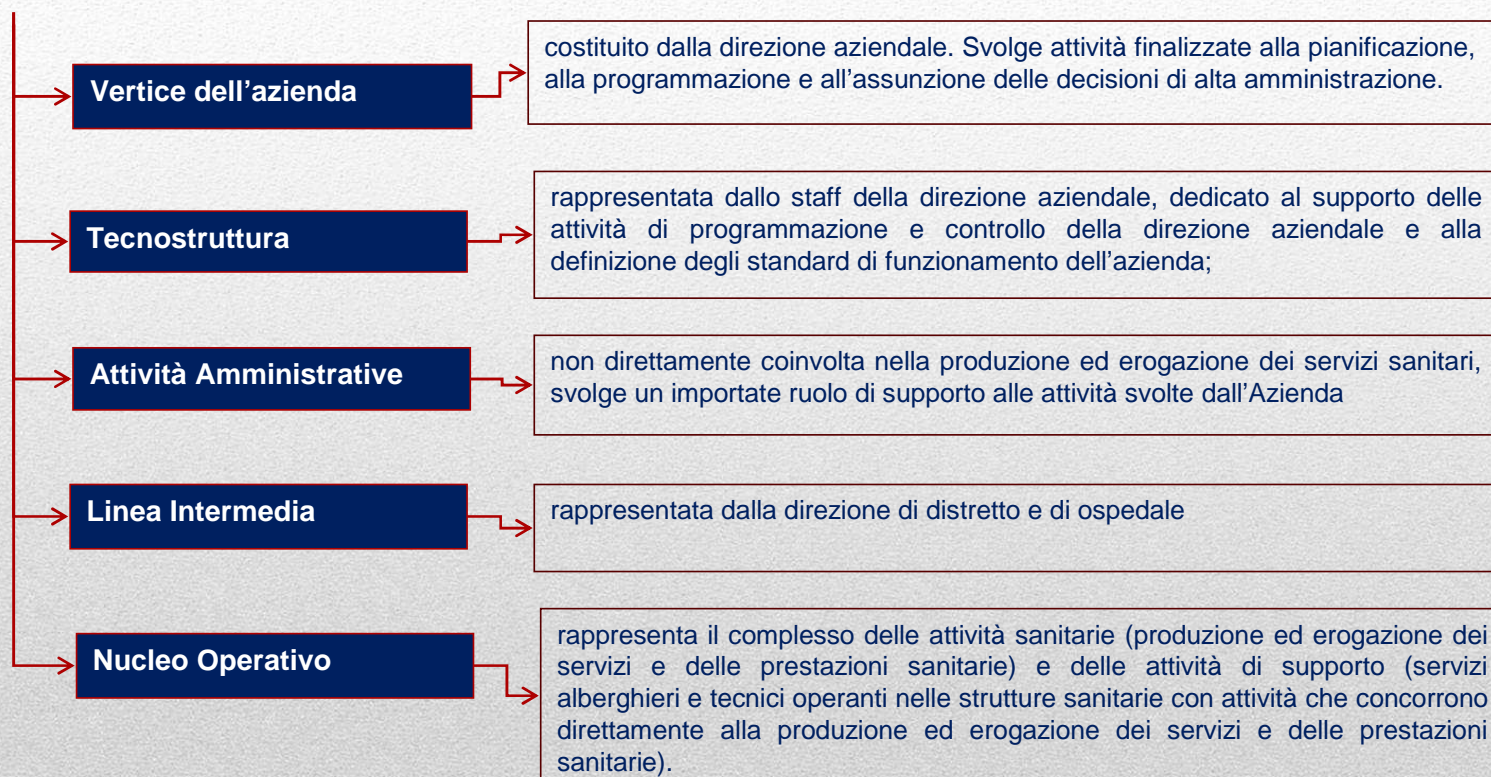 Vertice dell'azienda
costituito dalla direzione aziendale. Svolge attività finalizzate alla pianificazione,
alla programmazione e all'assunzione delle decisioni di alta amministrazione.
Tecnostruttura
rappresentata dallo staff della direzione aziendale, dedicato al supporto delle
attività di programmazione e controllo della direzione aziendale e alla
definizione degli standard di funzionamento dell'azienda;
Attività Amministrative
non direttamente coinvolta nella produzione ed erogazione dei servizi sanitari,
svolge un importate ruolo di supporto alle attività svolte dall'Azienda
Linea Intermedia
rappresentata dalla direzione di distretto e di ospedale
Nucleo Operativo
rappresenta il complesso delle attività sanitarie (produzione ed erogazione dei
servizi e delle prestazioni sanitarie) e delle attività di supporto (servizi
alberghieri e tecnici operanti nelle strutture sanitarie con attività che concorrono
direttamente alla produzione ed erogazione dei servizi e delle prestazioni
sanitarie).